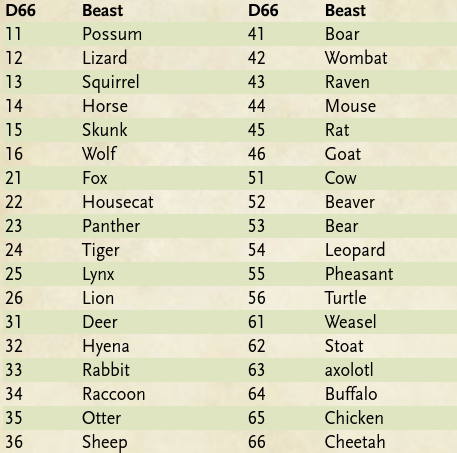 D66 Beast D66 Beast
11 Possum 41 Boar
12 Lizard 42 Wombat
13 Squirrel 43 Raven
14 Horse 44 Mouse
15 Skunk 45 Rat
16 Wolf 46 Goat
21 Fox 51 Cow
22 Housecat 52 Beaver
23 Panther 53 Bear
24 Tiger 54 Leopard
25 Lynx 55 Pheasant
26 Lion 56 Turtle
31 Deer 61 Weasel
32 Hyena 62 Stoat
33 Rabbit 63 axolotl
34 Raccoon 64 Buffalo
35 Otter 65 Chicken
36 Sheep 66 Cheetah